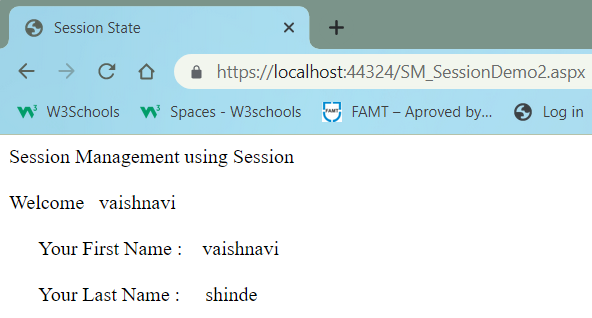 Session State
https://localhost:44324/SM_SessionDemo2.aspx
W3Schools Spaces - W3schools FAMT – Aproved by... Log in
Session Management using Session
Welcome vaishnavi
Your First Name : vaishnavi
Your Last Name : shinde